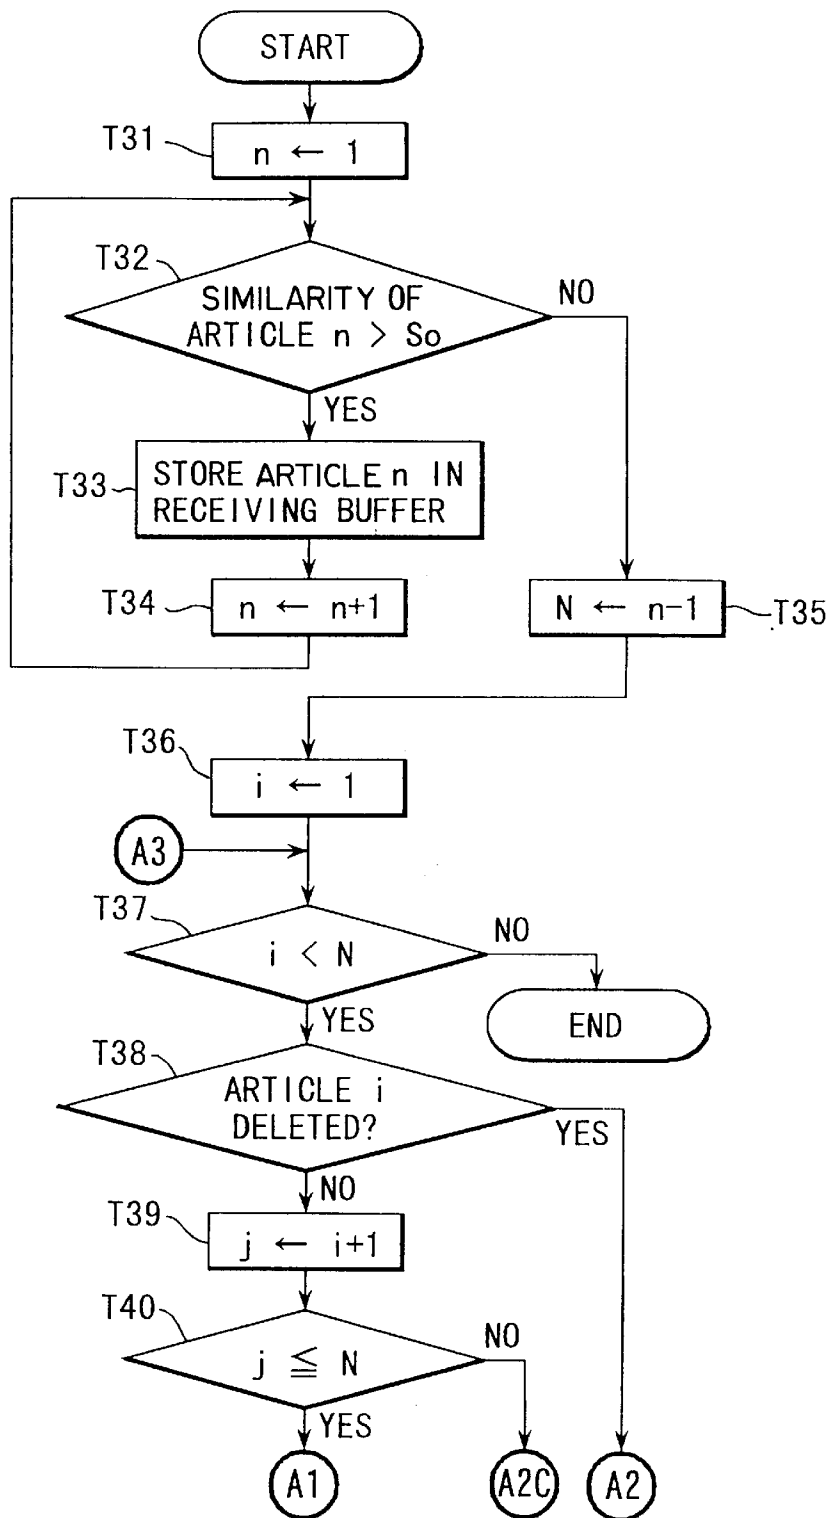 START
T31
n ← 1
T32
SIMILARITY OF
ARTICLE n > So
NO
YES
T33
STORE ARTICLE n IN
RECEIVING BUFFER
T34
n ← n+1
N ← n-1
T35
T36
i ← 1
A3
T37
i < N
NO
END
YES
T38
ARTICLE i
DELETED?
YES
NO
T39
j ← i+1
T40
j ≦ N
NO
YES
A1
A2C
A2